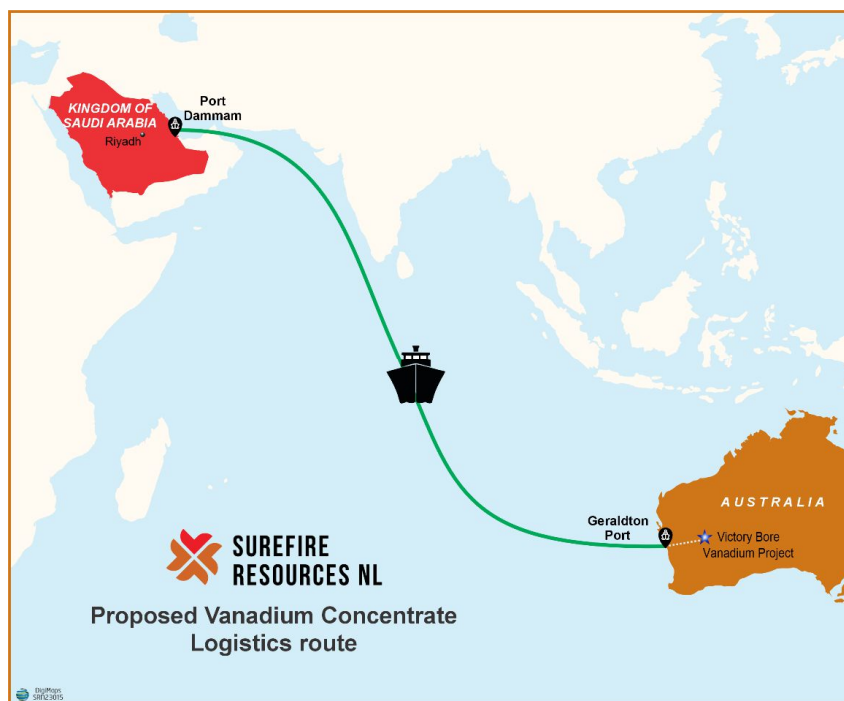 Port
Dammam
KINGDOM OF
SAUDI ARABIA
Riyadh
AUSTRALIA
Geraldton
Port
Victory Bore
Vanadium Project
SUREFIRE
RESOURCES NL
Proposed Vanadium Concentrate
Logistics route
DigiMaps
SRN23015